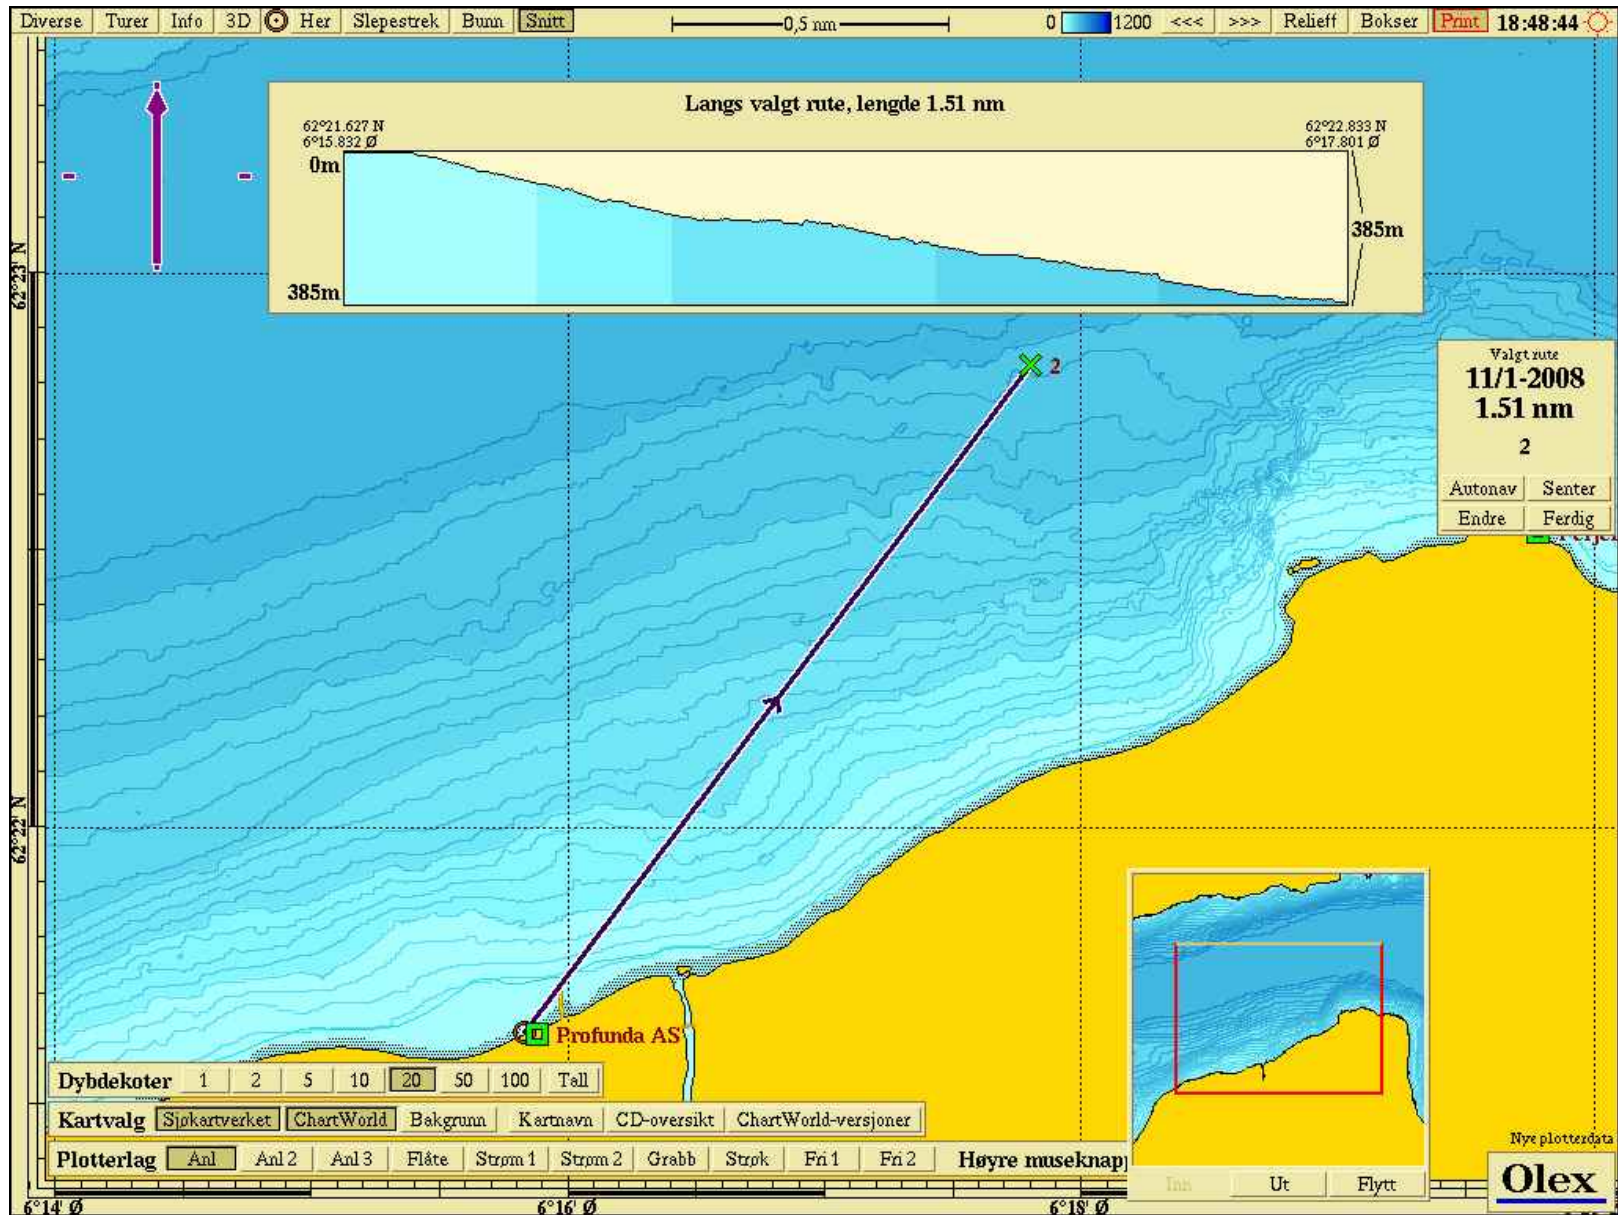 Diverse Turer Info 3D Her Slepestrek Bunn Snitt 0,5 nm 0 1200 <<< >>> Relieff Bokser Print 18:48:44
Langs valgt rute, lengde 1.51 nm
62°21.627 N
6°15.832 Ø
62°22.833 N
6°17.801 Ø
0m
385m
385m
62°23' N
2
Valgt rute
11/1-2008
1.51 nm
2
Autonav Senter
Endre Ferdig
62°22' N
Profunda AS
Dybdekoter 1 2 5 10 20 50 100 Tall
Kartvalg Sjøkartverket ChartWorld Bakgrunn Kartnavn CD-oversikt ChartWorld-versjoner
Plotterlag Anl Anl 2 Anl 3 Flåte Strøm 1 Strøm 2 Grabb Strøk Fri 1 Fri 2 Høyre museknapp
Inn Ut Flytt
Nye plotterdata
Olex
6°14' Ø 6°16' Ø 6°18' Ø